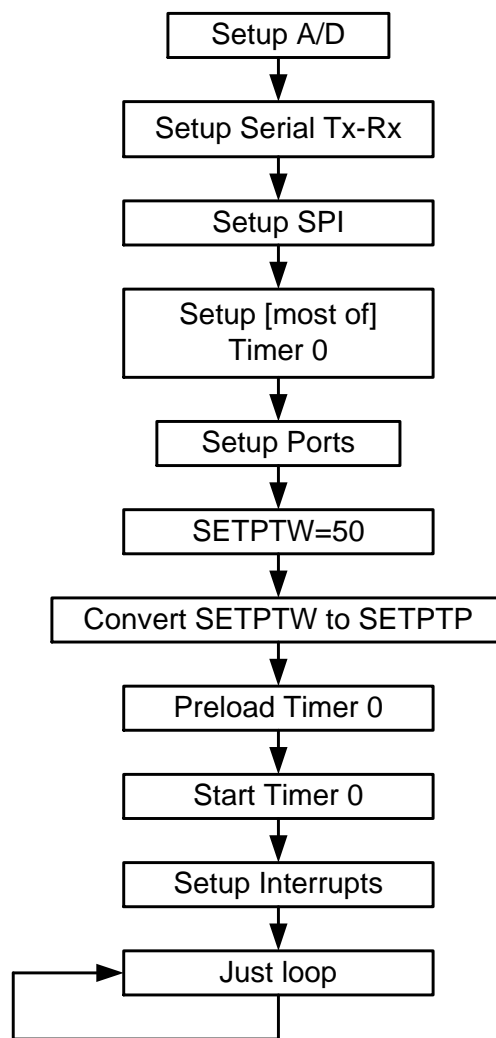 Setup A/D
Setup Serial Tx-Rx
Setup SPI
Setup [most of]
Timer 0
Setup Ports
SETPTW=50
Convert SETPTW to SETPTP
Preload Timer 0
Start Timer 0
Setup Interrupts
Just loop